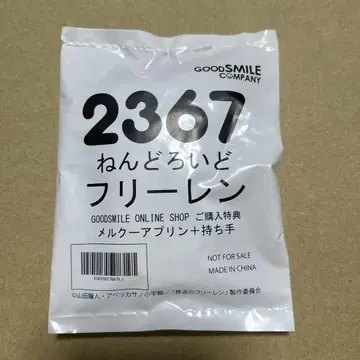 GOODSMILE
COMPANY
2367
ねんどろいど
フリーレン
GOODSMILE ONLINE SHOP ご購入特典
メルクーアプリン＋持ち手
NOT FOR SALE
MADE IN CHINA
©山田鐘人・アベツカサ／小学館／「葬送のフリーレン」製作委員会